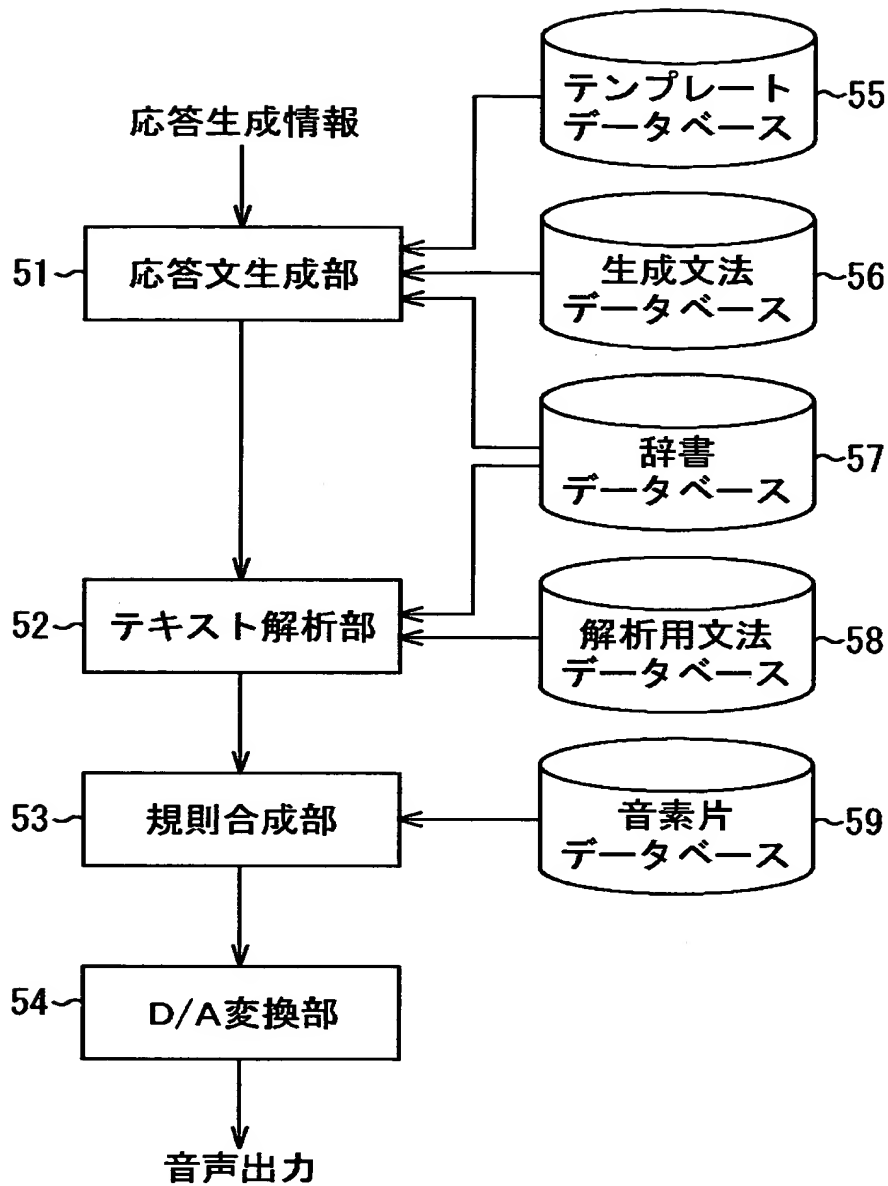 応答生成情報
テンプレート
データベース
55
51
応答文生成部
生成文法
データベース
56
辞書
データベース
57
52
テキスト解析部
解析用文法
データベース
58
53
規則合成部
音素片
データベース
59
54
D/A変換部
音声出力